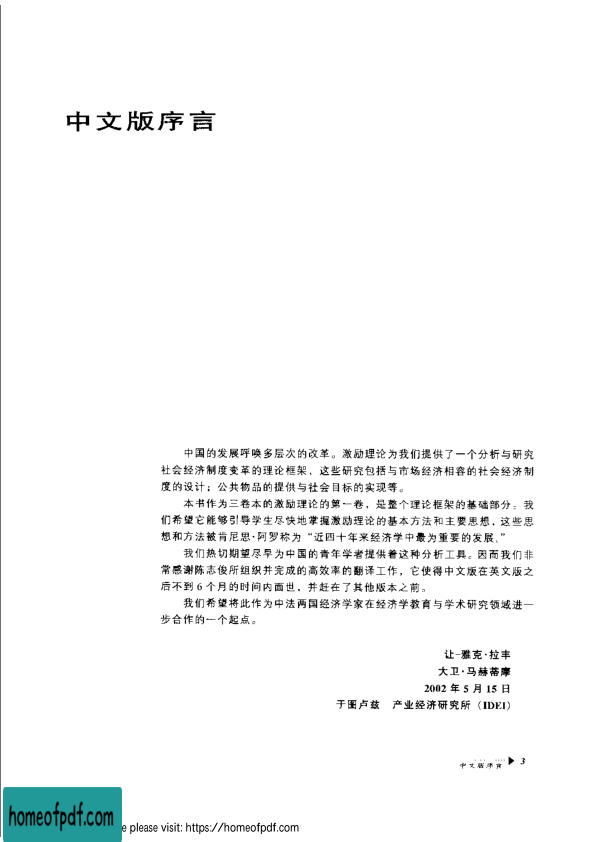 中文版序言
中国的发展呼唤多层次的改革。激励理论为我们提供了一个分析与研究
社会经济制度变革的理论框架，这些研究包括与市场经济相容的社会经济制
度的设计；公共物品的提供与社会目标的实现等。
本书作为三卷本的激励理论的第一卷，是整个理论框架的基础部分。我
们希望它能够引导学生尽快地掌握激励理论的基本方法和主要思想，这些思
想和方法被肯尼思·阿罗称为“近四十年来经济学中最为重要的发展。”
我们热切期望尽早为中国的青年学者提供着这种分析工具。因而我们非
常感谢陈志俊所组织并完成的高效率的翻译工作，它使得中文版在英文版之
后不到 6 个月的时间内面世，并赶在了其他版本之前。
我们希望将此作为中法两国经济学家在经济学教育与学术研究领域进一
步合作的一个起点。
让-雅克·拉丰
大卫·马赫蒂摩
2002 年 5 月 15 日
于图卢兹 产业经济研究所 (IDEI)
中文版序言 ▶ 3
homeofpdf.com
e please visit: https://homeofpdf.com